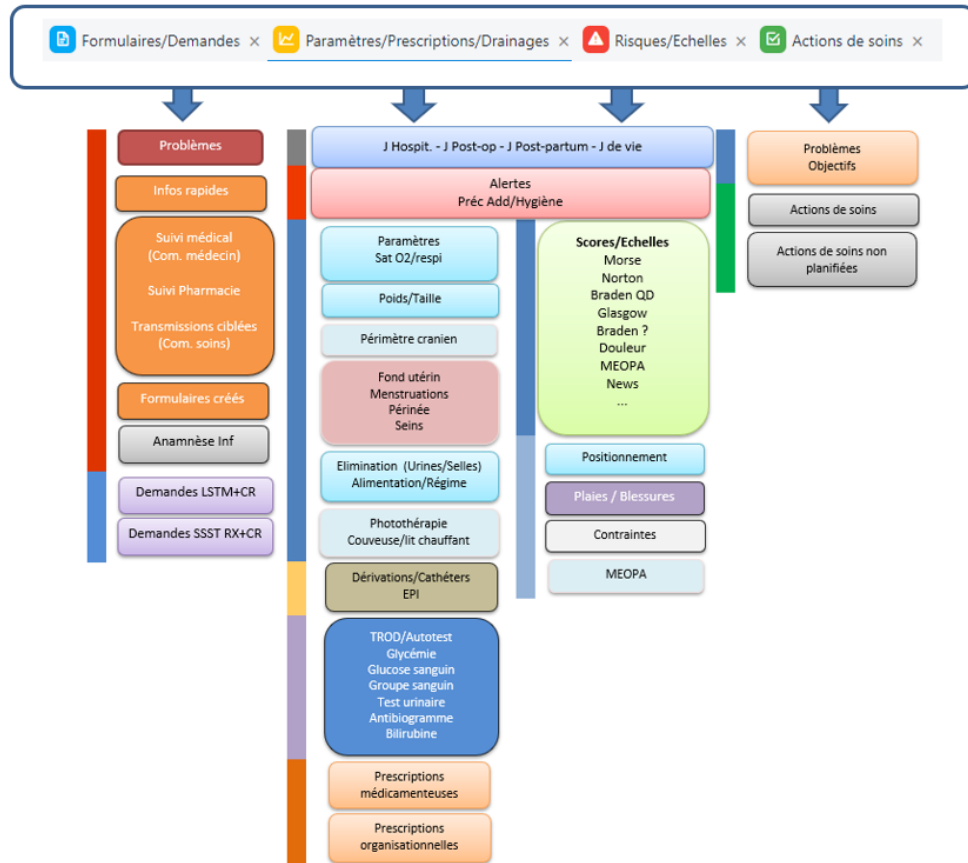 Formulaires/Demandes ×
Paramètres/Prescriptions/Drainages ×
Risques/Echelles ×
Actions de soins ×
Problèmes
Infos rapides
Suivi médical
(Com. médecin)
Suivi Pharmacie
Transmissions ciblées
(Com. soins)
Formulaires créés
Anamnèse Inf
Demandes LSTM+CR
Demandes SSST RX+CR
J Hospit. - J Post-op - J Post-partum - J de vie
Alertes
Préc Add/Hygiène
Paramètres
Sat O2/respi
Poids/Taille
Périmètre cranien
Fond utérin
Menstruations
Périnée
Seins
Elimination (Urines/Selles)
Alimentation/Régime
Photothérapie
Couveuse/lit chauffant
Dérivations/Cathéters
EPI
TROD/Autotest
Glycémie
Glucose sanguin
Groupe sanguin
Test urinaire
Antibiogramme
Bilirubine
Prescriptions
médicamenteuses
Prescriptions
organisationnelles
Scores/Echelles
Morse
Norton
Braden QD
Glasgow
Braden ?
Douleur
MEOPA
News
...
Positionnement
Plaies / Blessures
Contraintes
MEOPA
Problèmes
Objectifs
Actions de soins
Actions de soins non
planifiées